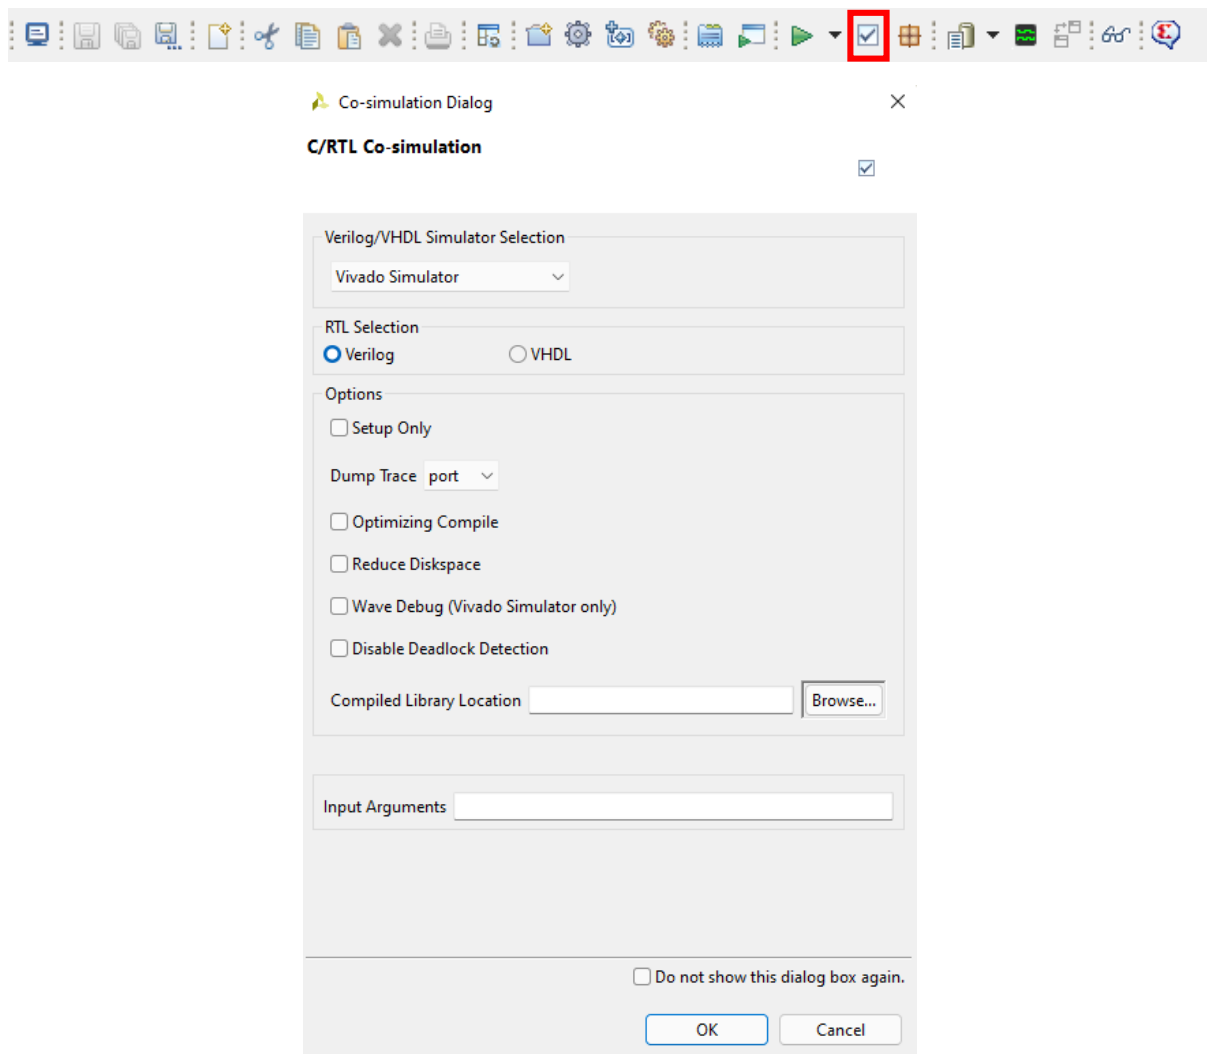 Co-simulation Dialog
C/RTL Co-simulation
Verilog/VHDL Simulator Selection
Vivado Simulator
RTL Selection
Verilog VHDL
Options
Setup Only
Dump Trace port
Optimizing Compile
Reduce Diskspace
Wave Debug (Vivado Simulator only)
Disable Deadlock Detection
Compiled Library Location Browse...
Input Arguments
Do not show this dialog box again.
OK Cancel